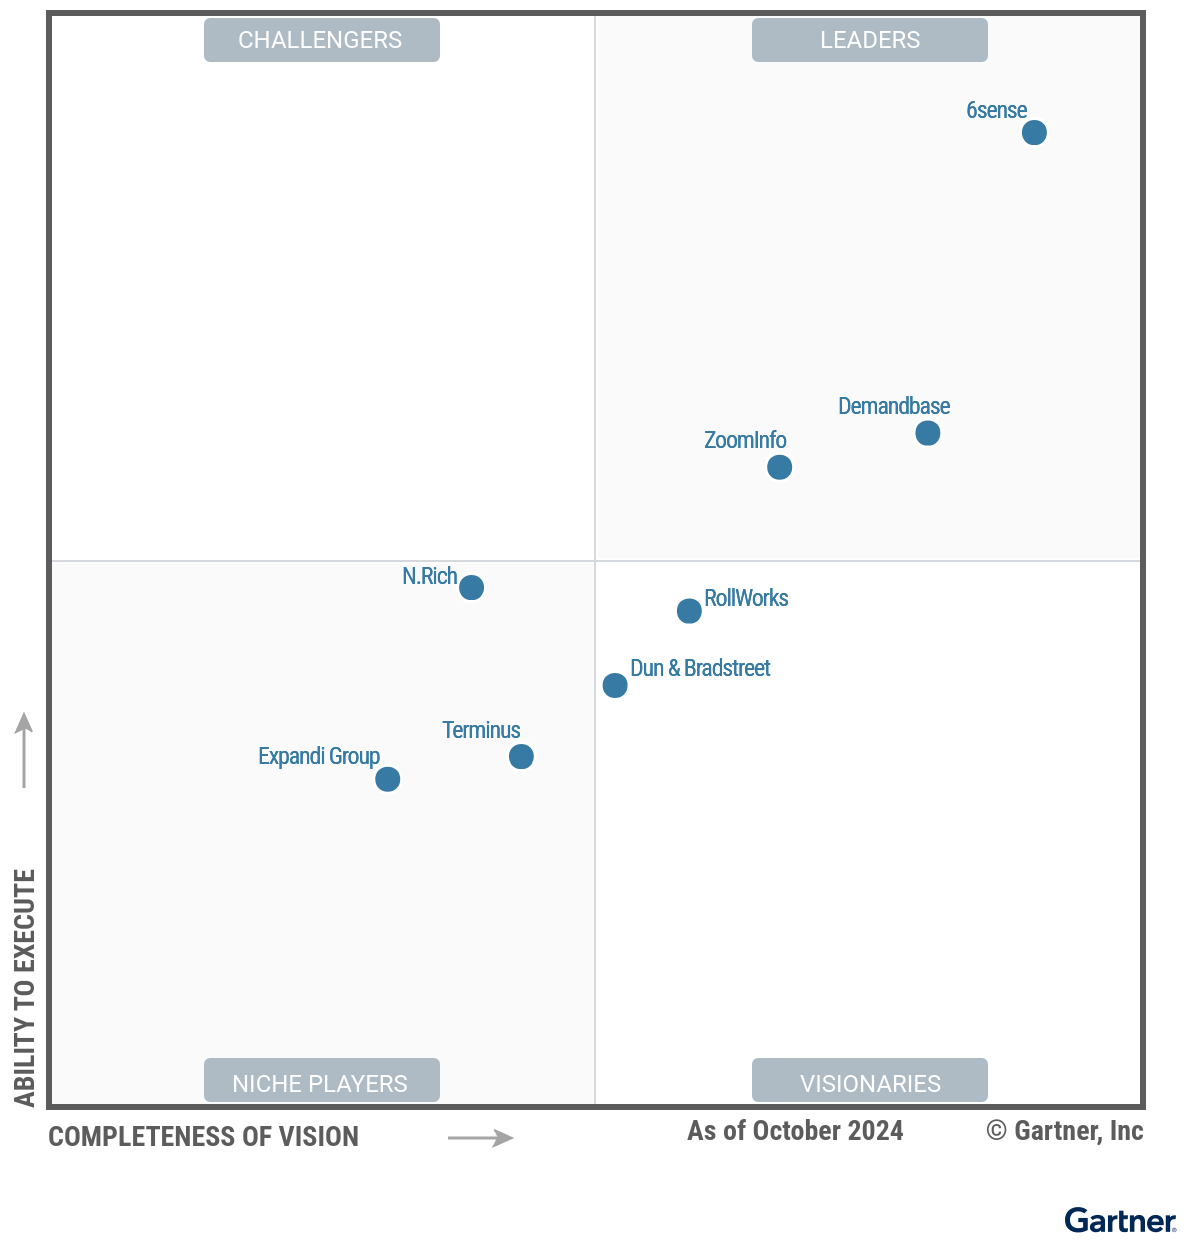 CHALLENGERS
LEADERS
6sense
Demandbase
ZoomInfo
N.Rich
RollWorks
Dun & Bradstreet
Terminus
Expandi Group
ABILITY TO EXECUTE
NICHE PLAYERS
VISIONARIES
COMPLETENESS OF VISION
As of October 2024
© Gartner, Inc
Gartner®